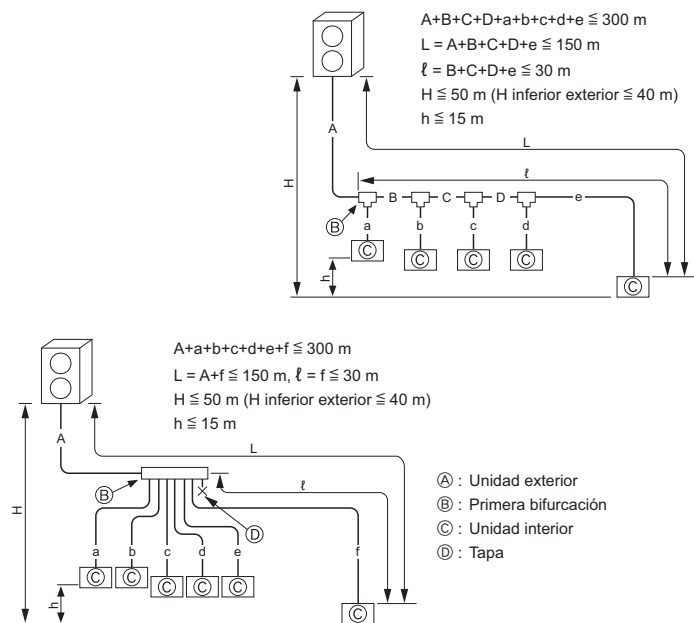 A+B+C+D+a+b+c+d+e ≦ 300 m
L = A+B+C+D+e ≦ 150 m
ℓ = B+C+D+e ≦ 30 m
H ≦ 50 m (H inferior exterior ≦ 40 m)
h ≦ 15 m
A
L
H
ℓ
B C D e
Ⓑ a b c d
Ⓒ Ⓒ Ⓒ Ⓒ
h
Ⓒ
A+a+b+c+d+e+f ≦ 300 m
L = A+f ≦ 150 m, ℓ = f ≦ 30 m
H ≦ 50 m (H inferior exterior ≦ 40 m)
h ≦ 15 m
A
L
H
Ⓑ
ℓ
Ⓓ
a b c d e f
Ⓒ Ⓒ Ⓒ Ⓒ Ⓒ
h
Ⓒ
Ⓐ : Unidad exterior
Ⓑ : Primera bifurcación
Ⓒ : Unidad interior
Ⓓ : Tapa